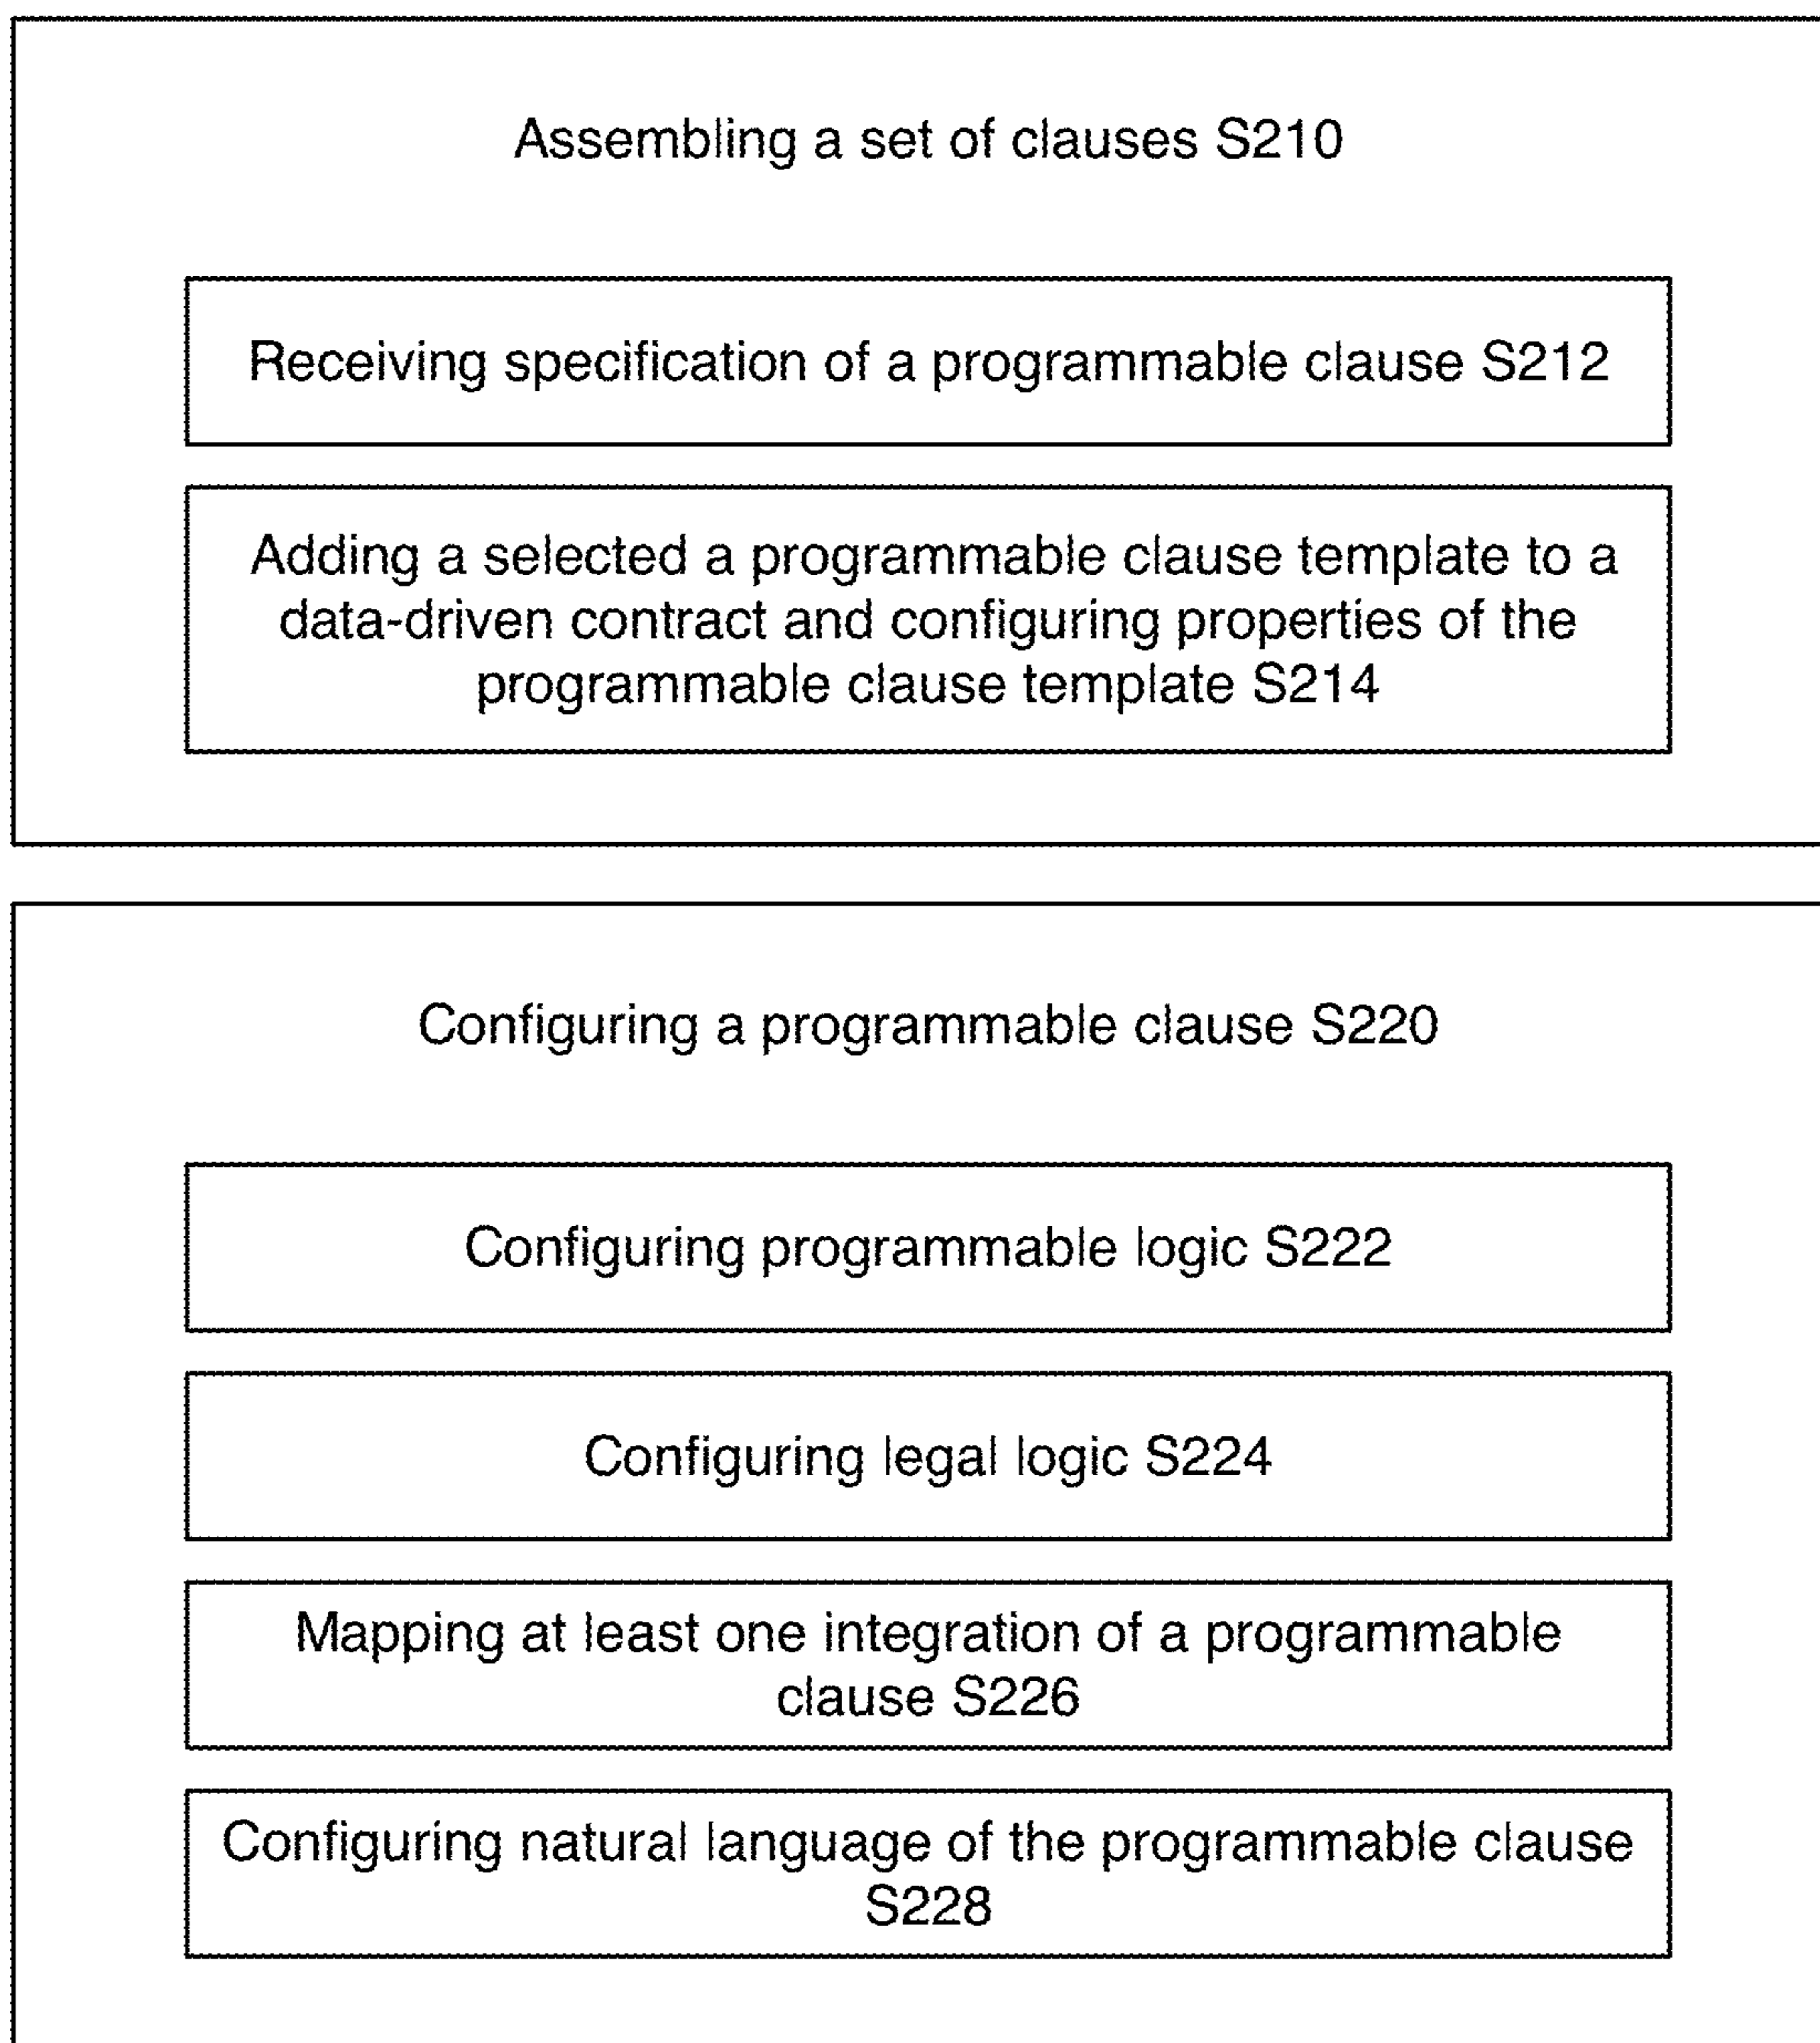 Assembling a set of clauses S210
Receiving specification of a programmable clause S212
Adding a selected a programmable clause template to a
data-driven contract and configuring properties of the
programmable clause template S214
Configuring a programmable clause S220
Configuring programmable logic S222
Configuring legal logic S224
Mapping at least one integration of a programmable
clause S226
Configuring natural language of the programmable clause
S228